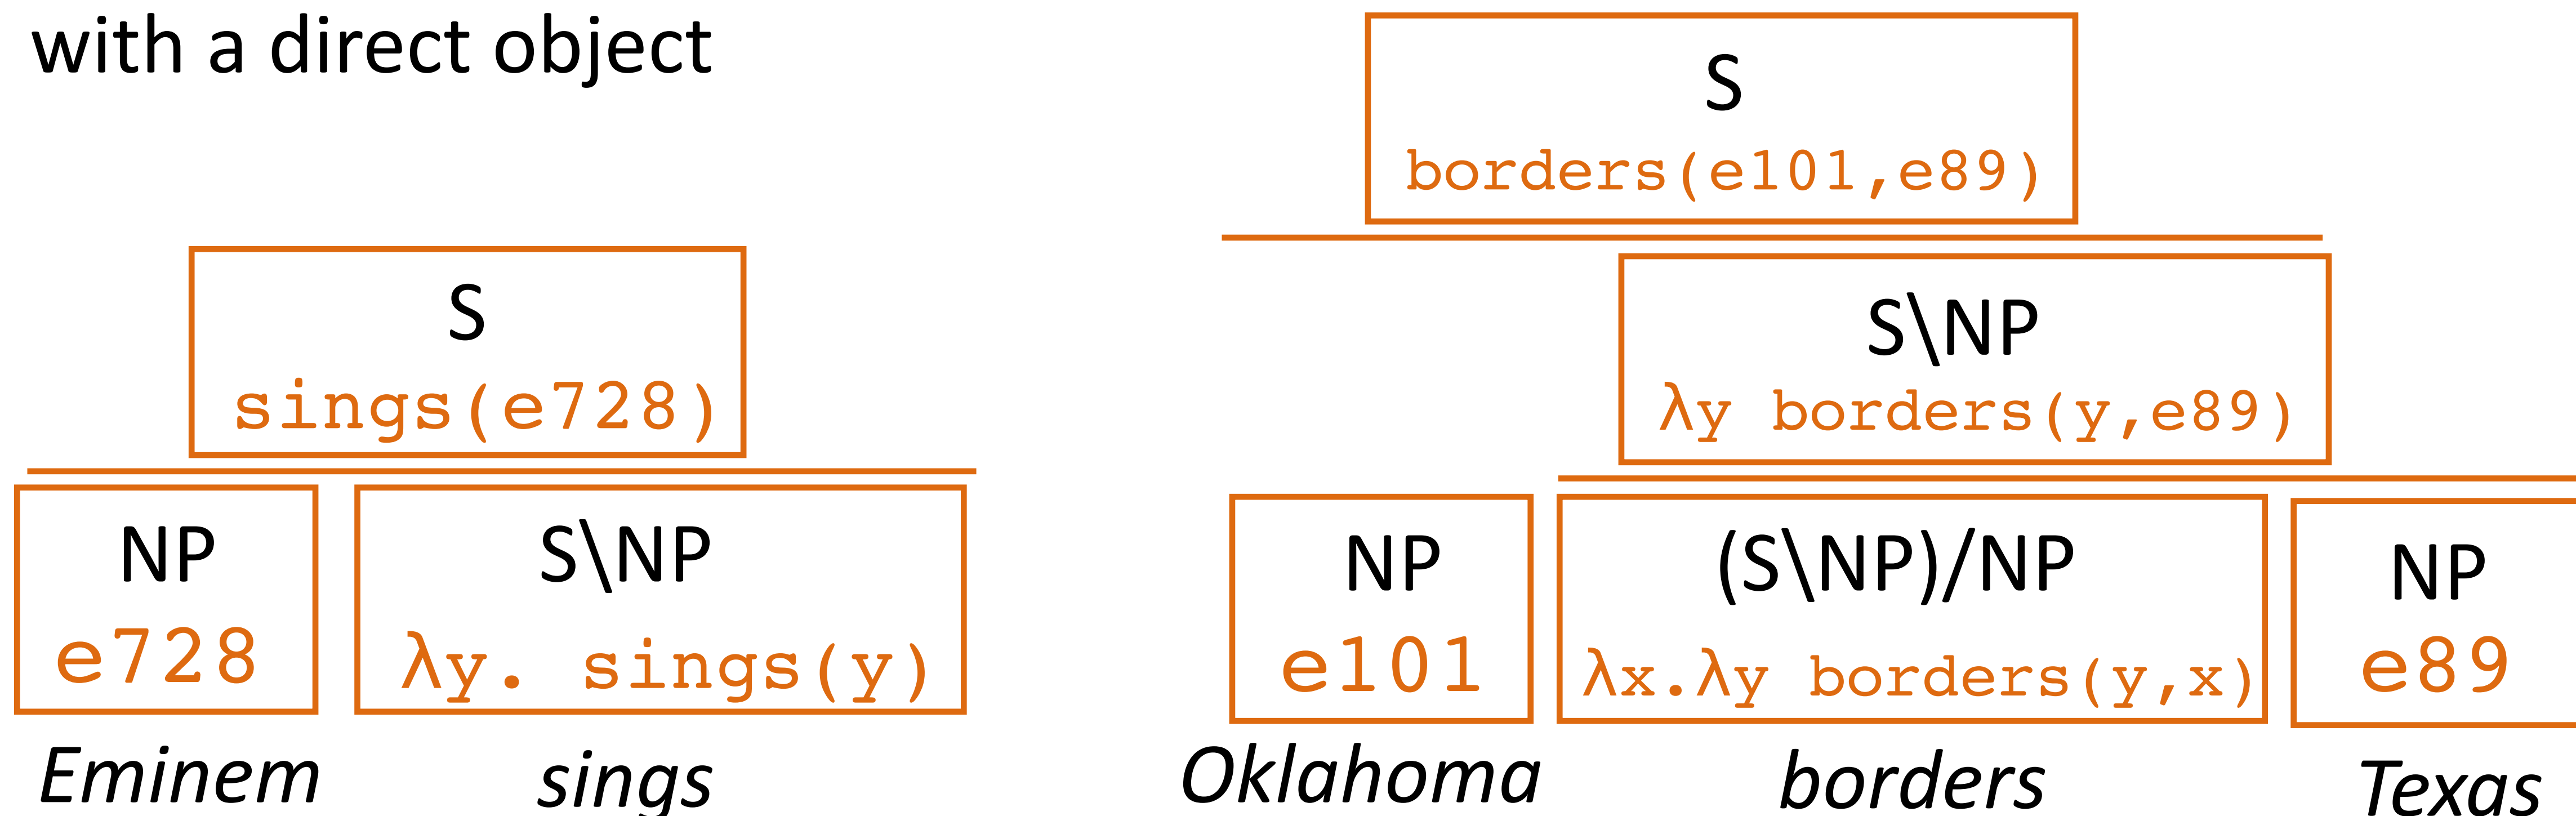 with a direct object
S
sings(e728)
NP
e728
S\NP
λy. sings(y)
Eminem
sings
S
borders(e101,e89)
S\NP
λy borders(y,e89)
NP
e101
(S\NP)/NP
λx.λy borders(y,x)
NP
e89
Oklahoma
borders
Texas